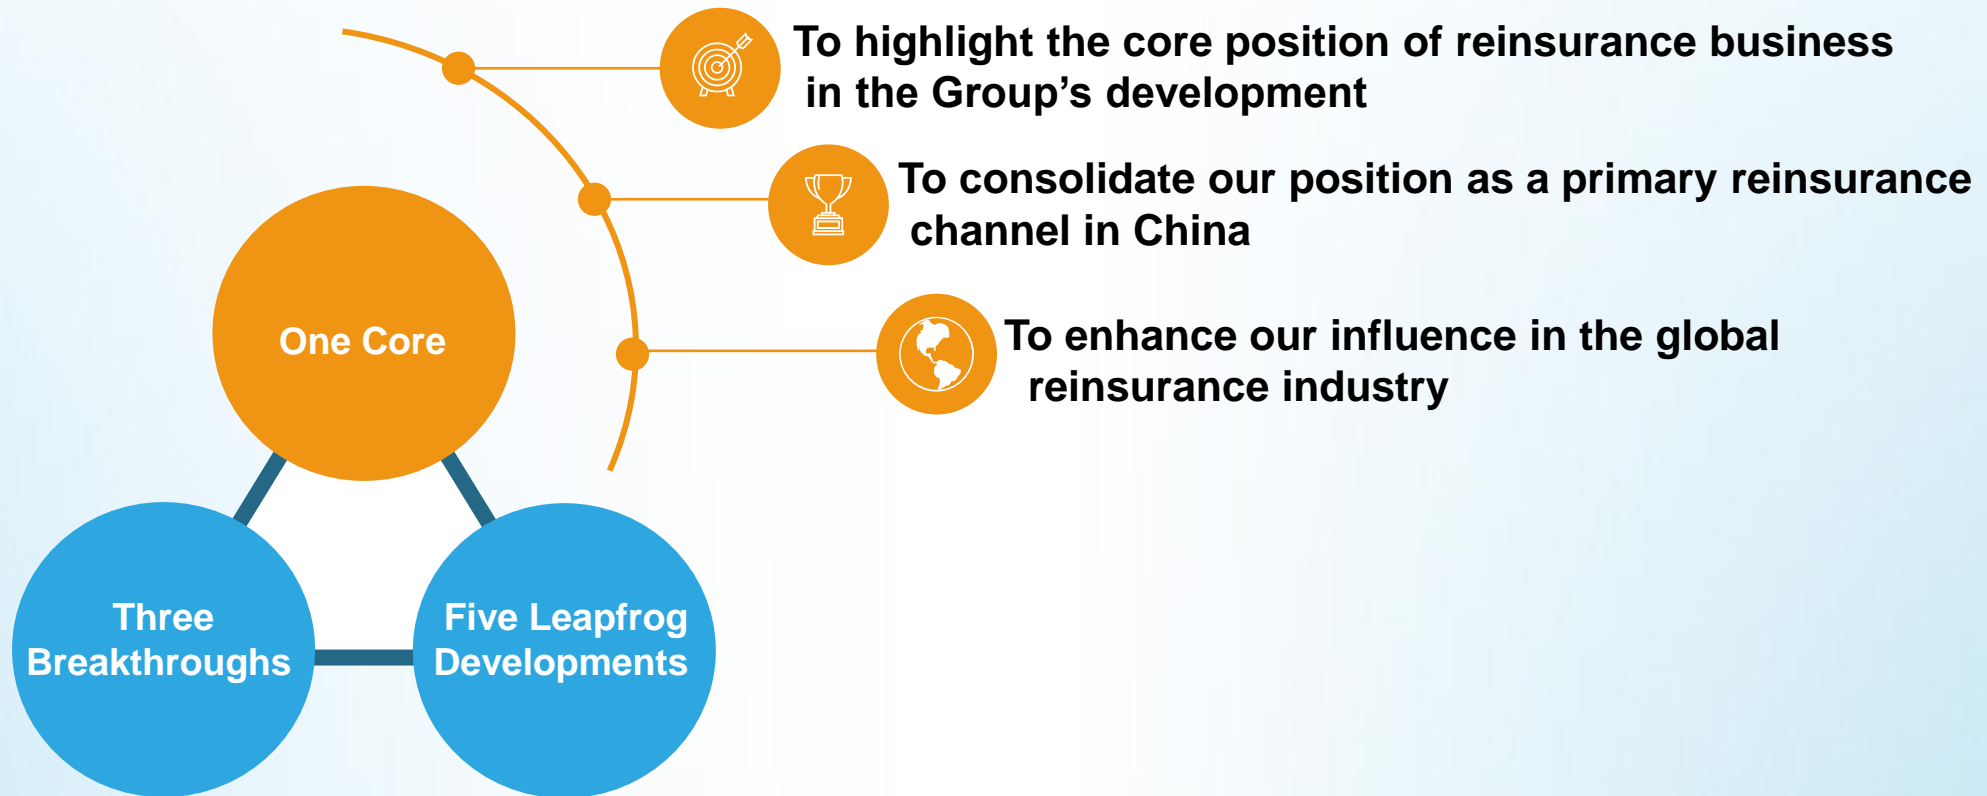 To highlight the core position of reinsurance business
in the Group’s development
To consolidate our position as a primary reinsurance
channel in China
To enhance our influence in the global
reinsurance industry
One Core
Three
Breakthroughs
Five Leapfrog
Developments